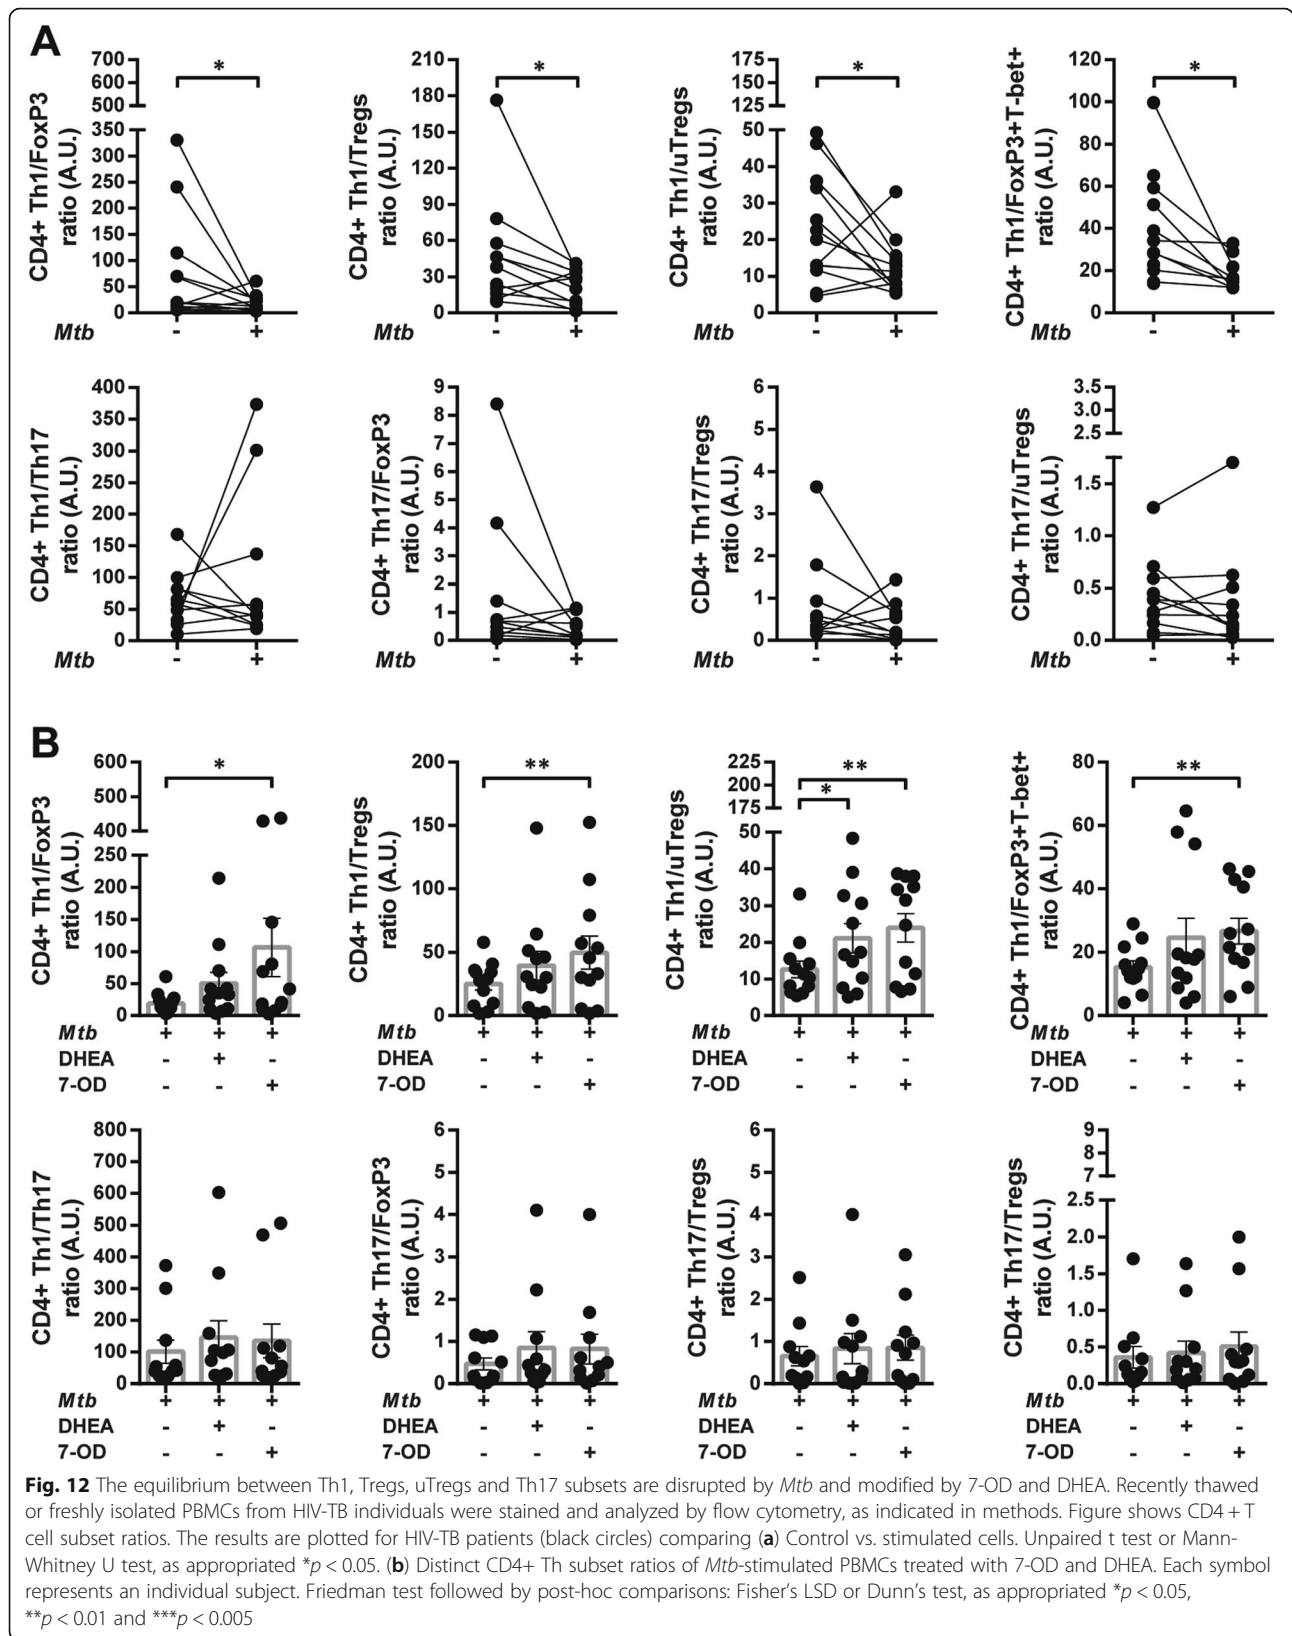 A
CD4+ Th1/FoxP3
ratio (A.U.)
700
600
500
350
300
250
200
150
100
50
0
*
Mtb - +
CD4+ Th1/Tregs
ratio (A.U.)
210
180
150
120
90
60
30
0
*
- +
CD4+ Th1/uTregs
ratio (A.U.)
175
150
125
50
40
30
20
10
0
*
Mtb - +
CD4+ Th1/FoxP3+T-bet+
ratio (A.U.)
120
100
80
60
40
20
0
*
Mtb - +
CD4+ Th1/Th17
ratio (A.U.)
400
350
300
250
200
150
100
50
0
Mtb - +
CD4+ Th17/FoxP3
ratio (A.U.)
9
8
7
6
5
4
3
2
1
0
Mtb - +
CD4+ Th17/Tregs
ratio (A.U.)
6
5
4
3
2
1
0
Mtb - +
CD4+ Th17/uTregs
ratio (A.U.)
3.5
3.0
2.5
1.5
1.0
0.5
0.0
Mtb - +
B
CD4+ Th1/FoxP3
ratio (A.U.)
600
500
400
250
200
150
100
50
0
*
Mtb + + +
DHEA - + -
7-OD - - +
CD4+ Th1/Tregs
ratio (A.U.)
200
150
100
50
0
**
Mtb + + +
DHEA - + -
7-OD - - +
CD4+ Th1/uTregs
ratio (A.U.)
225
200
175
50
40
30
20
10
0
**
*
Mtb + + +
DHEA - + -
7-OD - - +
CD4+ Th1/FoxP3+T-bet+
ratio (A.U.)
80
60
40
20
0
**
Mtb + + +
DHEA - + -
7-OD - - +
CD4+ Th1/Th17
ratio (A.U.)
800
700
600
500
400
300
200
100
0
Mtb + + +
DHEA - + -
7-OD - - +
CD4+ Th17/FoxP3
ratio (A.U.)
6
5
4
3
2
1
0
Mtb + + +
DHEA - + -
7-OD - - +
CD4+ Th17/Tregs
ratio (A.U.)
6
5
4
3
2
1
0
Mtb + + +
DHEA - + -
7-OD - - +
CD4+ Th17/Tregs
ratio (A.U.)
9
8
7
2.5
2.0
1.5
1.0
0.5
0.0
Mtb + + +
DHEA - + -
7-OD - - +
Fig. 12 The equilibrium between Th1, Tregs, uTregs and Th17 subsets are disrupted by Mtb and modified by 7-OD and DHEA. Recently thawed
or freshly isolated PBMCs from HIV-TB individuals were stained and analyzed by flow cytometry, as indicated in methods. Figure shows CD4 + T
cell subset ratios. The results are plotted for HIV-TB patients (black circles) comparing (a) Control vs. stimulated cells. Unpaired t test or Mann-
Whitney U test, as appropriated *p < 0.05. (b) Distinct CD4+ Th subset ratios of Mtb-stimulated PBMCs treated with 7-OD and DHEA. Each symbol
represents an individual subject. Friedman test followed by post-hoc comparisons: Fisher's LSD or Dunn's test, as appropriated *p < 0.05,
**p < 0.01 and ***p < 0.005